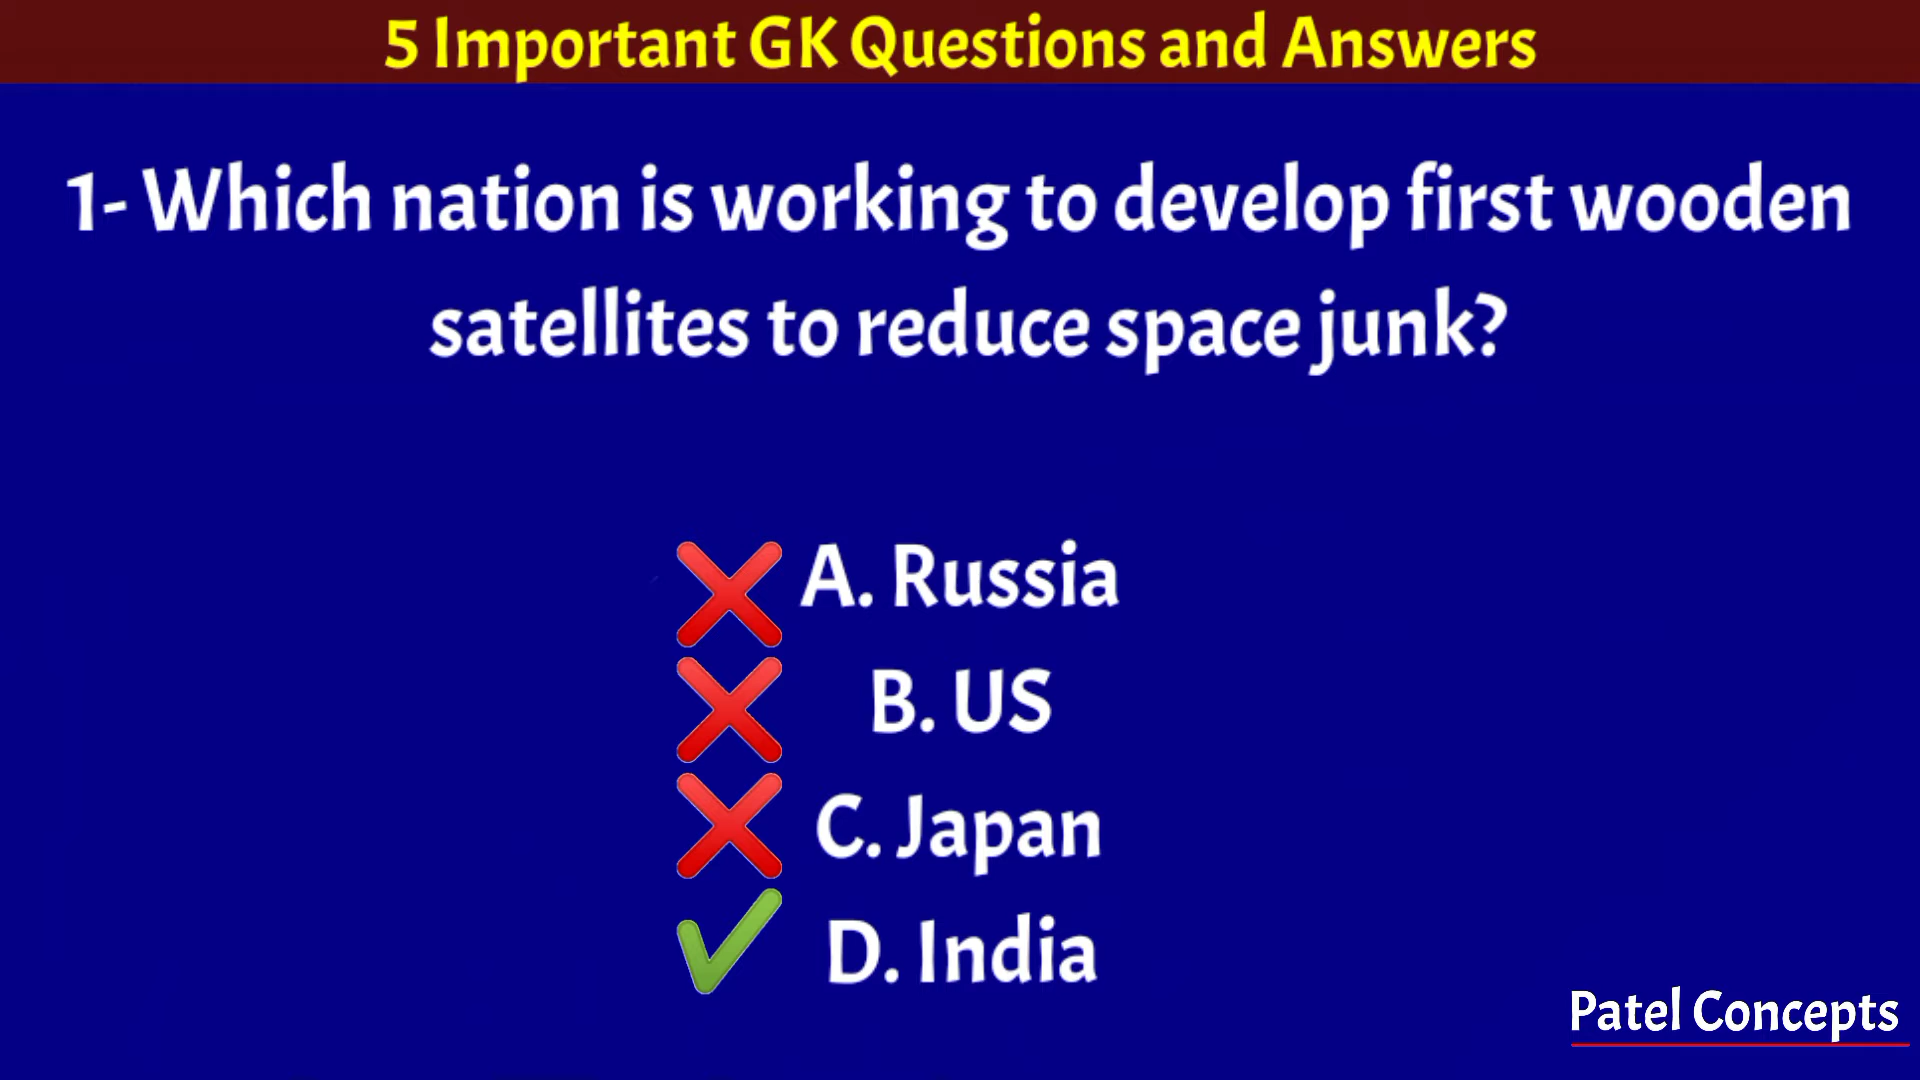 5 Important GK Questions and Answers
1- Which nation is working to develop first wooden
satellites to reduce space junk?
A. Russia
B. US
C. Japan
D. India
Patel Concepts